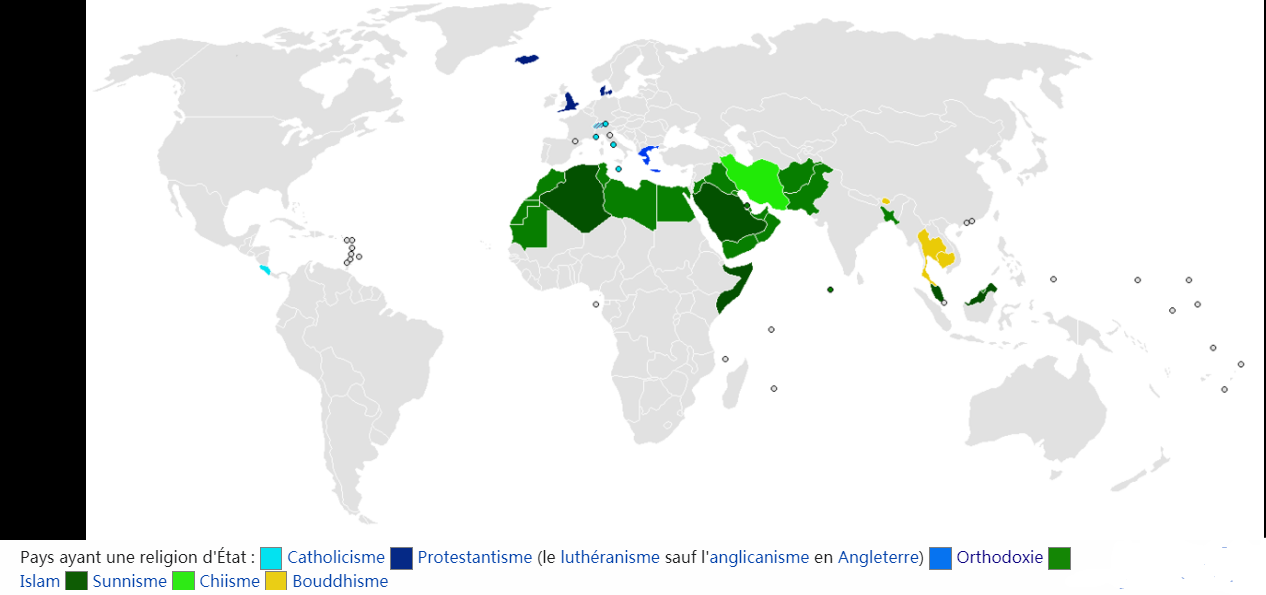 Pays ayant une religion d'État : Catholicisme Protestantisme (le luthéranisme sauf l'anglicanisme en Angleterre) Orthodoxie
Islam Sunnisme Chiisme Bouddhisme